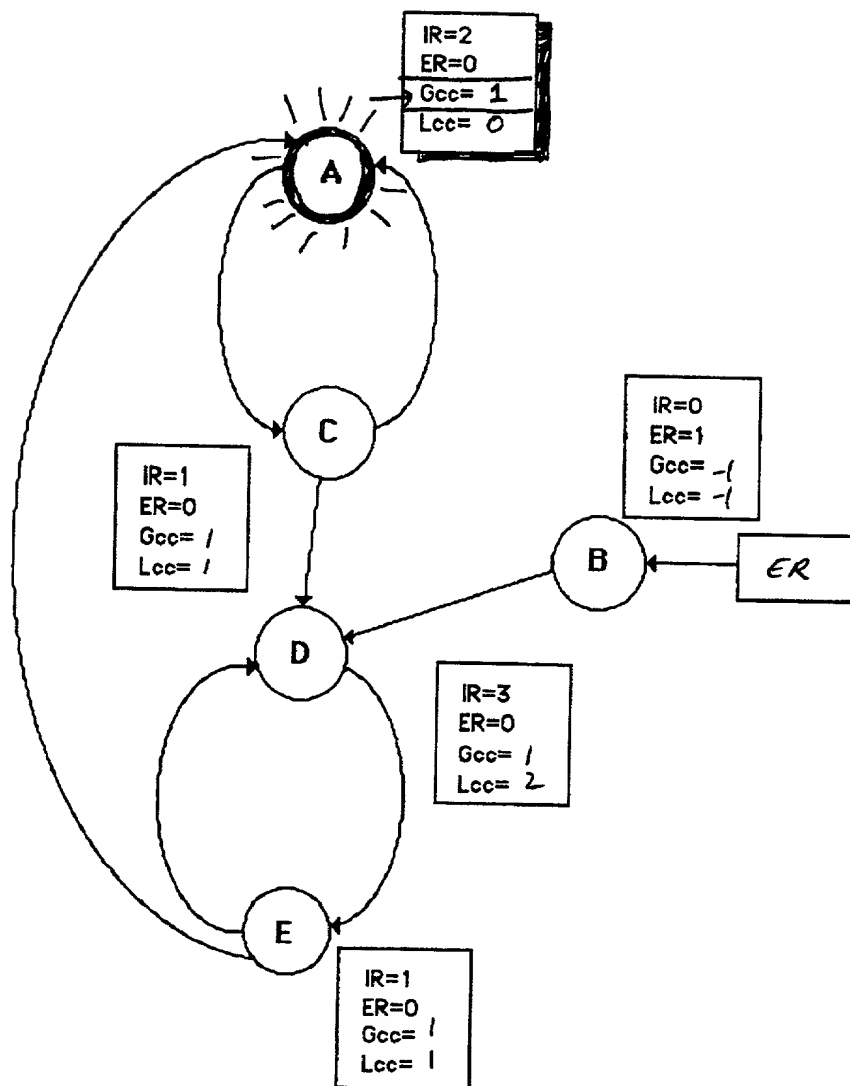 IR=2
ER=0
Gcc= 1
Lcc= 0
A
C
IR=0
ER=1
Gcc= -1
Lcc= -1
IR=1
ER=0
Gcc= 1
Lcc= 1
B
ER
D
IR=3
ER=0
Gcc= 1
Lcc= 2
E
IR=1
ER=0
Gcc= 1
Lcc= 1